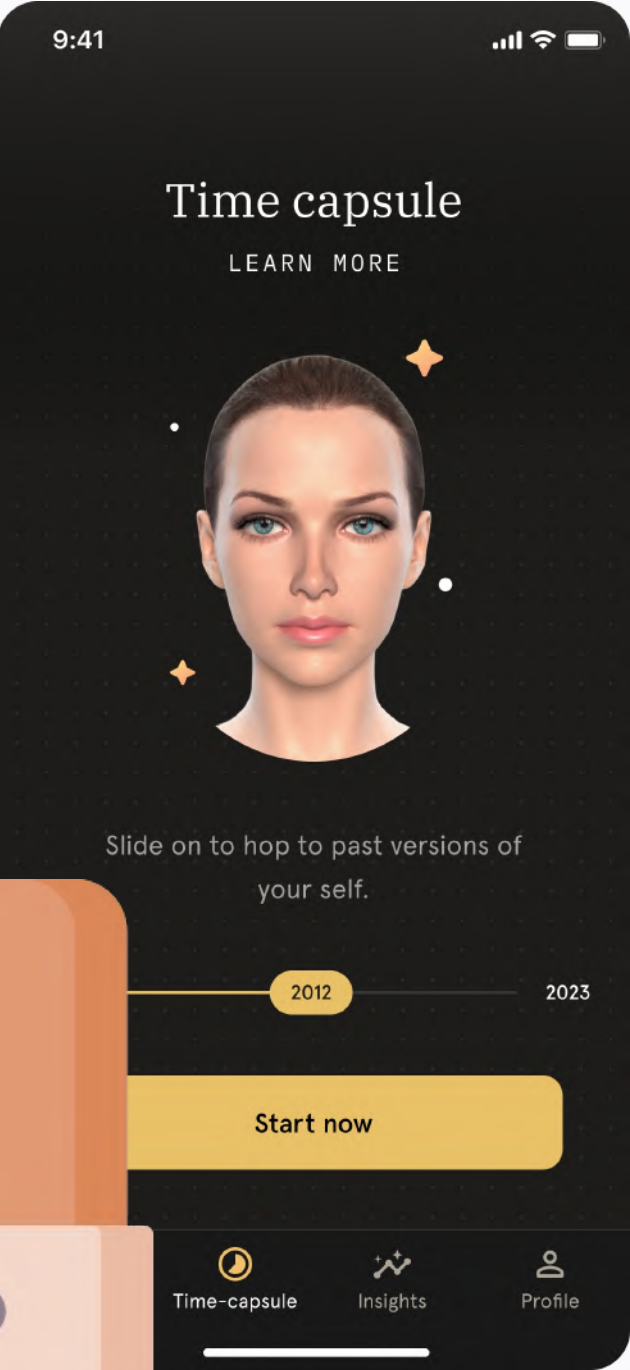 9:41
Time capsule
LEARN MORE
Slide on to hop to past versions of
your self.
2012 2023
Start now
Time-capsule Insights Profile